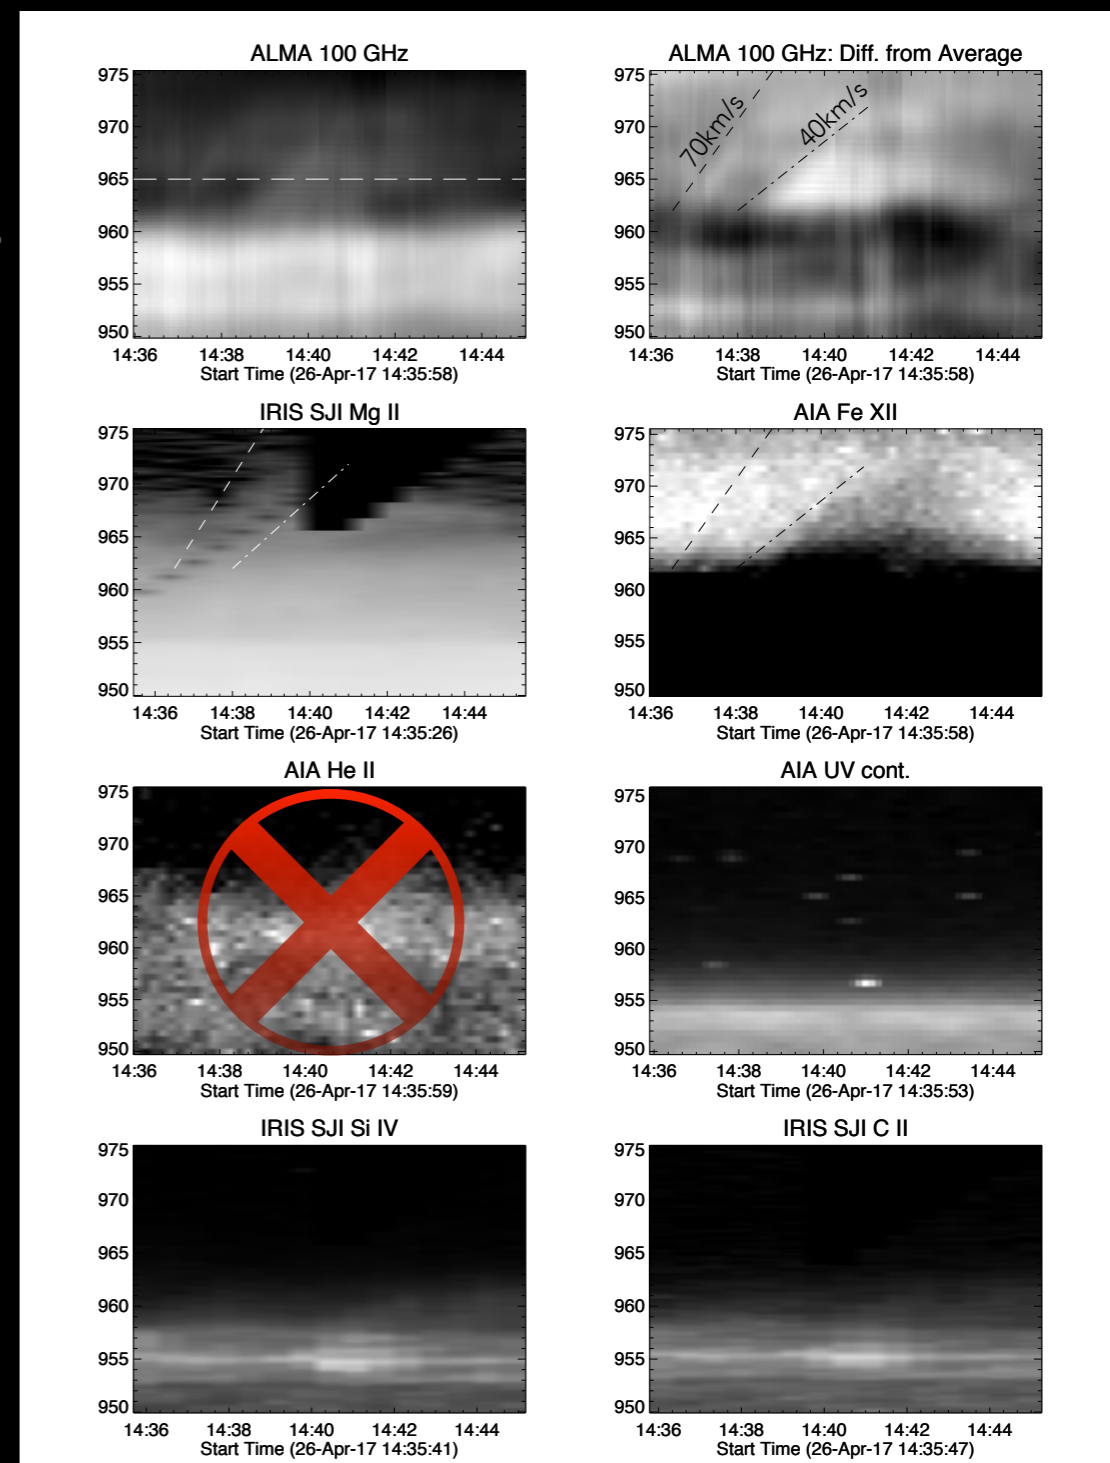 ALMA 100 GHz
975
970
965
960
955
950
14:36 14:38 14:40 14:42 14:44
Start Time (26-Apr-17 14:35:58)
ALMA 100 GHz: Diff. from Average
975
970
965
960
955
950
70km/s
40km/s
14:36 14:38 14:40 14:42 14:44
Start Time (26-Apr-17 14:35:58)
IRIS SJI Mg II
975
970
965
960
955
950
14:36 14:38 14:40 14:42 14:44
Start Time (26-Apr-17 14:35:26)
AIA Fe XII
975
970
965
960
955
950
14:36 14:38 14:40 14:42 14:44
Start Time (26-Apr-17 14:35:58)
AIA He II
975
970
965
960
955
950
14:36 14:38 14:40 14:42 14:44
Start Time (26-Apr-17 14:35:59)
AIA UV cont.
975
970
965
960
955
950
14:36 14:38 14:40 14:42 14:44
Start Time (26-Apr-17 14:35:53)
IRIS SJI Si IV
975
970
965
960
955
950
14:36 14:38 14:40 14:42 14:44
Start Time (26-Apr-17 14:35:41)
IRIS SJI C II
975
970
965
960
955
950
14:36 14:38 14:40 14:42 14:44
Start Time (26-Apr-17 14:35:47)